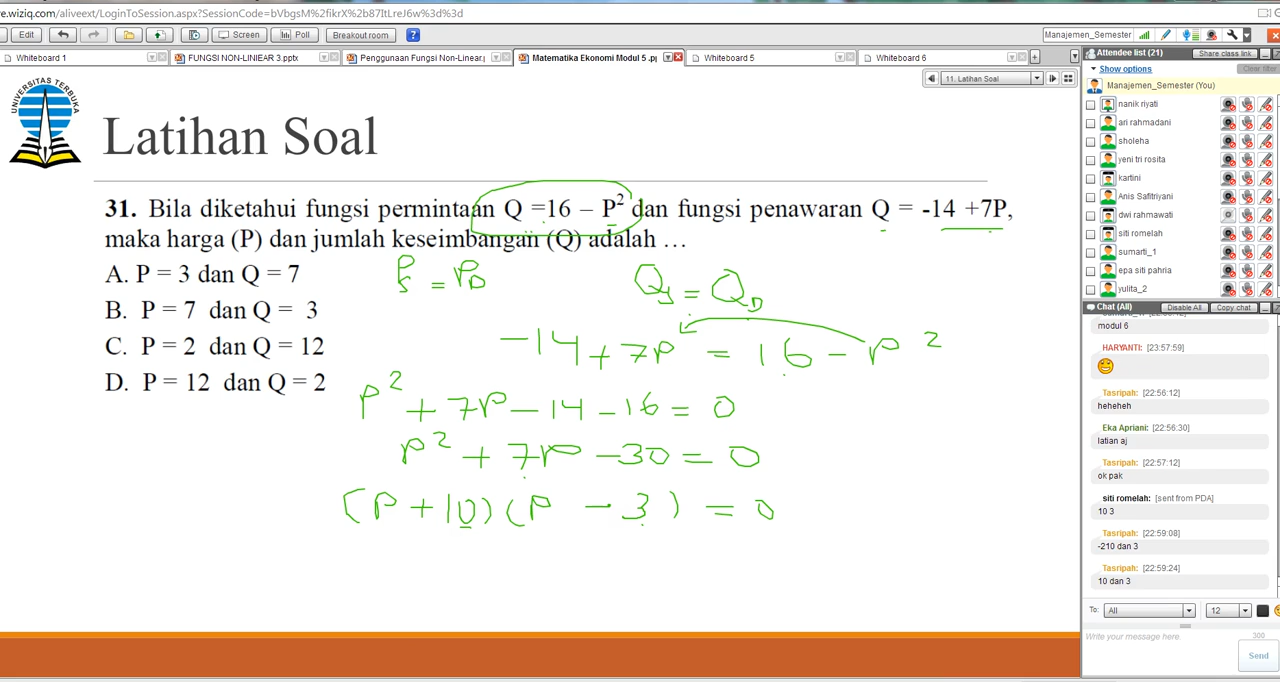 re.wiziq.com/aliveext/LoginToSession.aspx?SessionCode=bVbgsM%2fikrX%2b87ItLreJ6w%3d%3d
Edit Screen Poll Breakout room ? Manajemen_Semester
Whiteboard 1 FUNGSI NON-LINIEAR 3.pptx Penggunaan Fungsi Non-Linear.p Matematika Ekonomi Modul 5 .pp Whiteboard 5 Whiteboard 6
11. Latihan Soal
UNIVERSITAS TERBUKA
Latihan Soal
31. Bila diketahui fungsi permintaan Q =16 – P² dan fungsi penawaran Q = -14 +7P,
maka harga (P) dan jumlah keseimbangan (Q) adalah …
A. P = 3 dan Q = 7
B. P = 7 dan Q = 3
C. P = 2 dan Q = 12
D. P = 12 dan Q = 2
P_S = P_D Q_S = Q_D
-14 + 7P = 16 - P²
P² + 7P - 14 - 16 = 0
P² + 7P - 30 = 0
(P + 10) (P - 3) = 0
Attendee list (21) Share class link
Show options Clear filter
Manajemen_Semester (You)
nanik riyati
ari rahmadani
sholeha
yeni tri rosita
kartini
Anis Safitriyani
dwi rahmawati
siti romelah
sumarti_1
epa siti pahria
yulita_2
Chat (All) Disable All Copy chat
modul 6
HARYANTI: [23:57:59]
Tasripah: [22:56:12]
heheheh
Eka Apriani: [22:56:30]
latian aj
Tasripah: [22:57:12]
ok pak
siti romelah: [sent from PDA]
10 3
Tasripah: [22:59:08]
-210 dan 3
Tasripah: [22:59:24]
10 dan 3
To: All 12
Write your message here. 300
Send